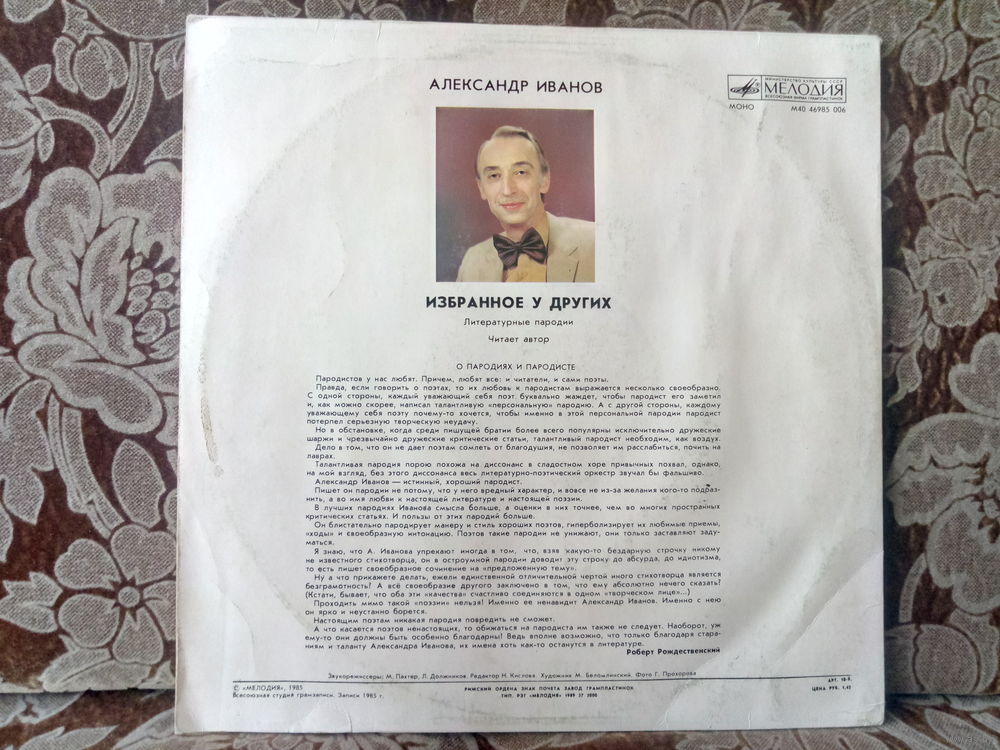 АЛЕКСАНДР ИВАНОВ
МИНИСТЕРСТВО КУЛЬТУРЫ СССР
МЕЛОДИЯ
ВСЕСОЮЗНАЯ ФИРМА ГРАМПЛАСТИНОК
МОНО
М40 46985 006
ИЗБРАННОЕ У ДРУГИХ
Литературные пародии
Читает автор
О ПАРОДИЯХ И ПАРОДИСТЕ
Пародистов у нас любят. Причем, любят все: и читатели, и сами поэты.
Правда, если говорить о поэтах, то их любовь к пародистам выражается несколько своеобразно.
С одной стороны, каждый уважающий себя поэт буквально жаждет, чтобы пародист его заметил
и, как можно скорее, написал талантливую «персональную» пародию. А с другой стороны, каждому
уважающему себя поэту почему-то хочется, чтобы именно в этой персональной пародии пародист
потерпел серьезную творческую неудачу.
Но в обстановке, когда среди пишущей братии более всего популярны исключительно дружеские
шаржи и чрезвычайно дружеские критические статьи, талантливый пародист необходим, как воздух.
Дело в том, что он не дает поэтам сомлеть от благодушия, не позволяет им расслабиться, почить на
лаврах.
Талантливая пародия порою похожа на диссонанс в сладостном хоре привычных похвал, однако,
на мой взгляд, без этого диссонанса весь литературно-поэтический оркестр звучал бы фальшиво.
Александр Иванов — истинный, хороший пародист.
Пишет он пародии не потому, что у него вредный характер, и вовсе не из-за желания кого-то подраз-
нить, а во имя любви к настоящей литературе и настоящей поэзии.
В лучших пародиях Иванова смысла больше, а оценки в них точнее, чем во многих пространных
критических статьях. И пользы от этих пародий больше.
Он блистательно пародирует манеру и стиль хороших поэтов, гиперболизирует их любимые приемы,
«ходы» и своеобразную интонацию. Поэтов такие пародии не унижают, они только заставляют заду-
маться.
Я знаю, что А. Иванова упрекают иногда в том, что, взяв какую-то бездарную строчку никому
не известного стихотворца, он в остроумной пародии доводит эту строку до абсурда, до идиотизма,
то есть пишет своеобразное сочинение на «предложенную тему».
Ну а что прикажете делать, ежели единственной отличительной чертой иного стихотворца является
безграмотность? А всё своеобразие другого заключено в том, что ему абсолютно нечего сказать?
(Кстати, бывает, что оба эти «качества» счастливо соединяются в одном «творческом лице»...)
Проходить мимо такой «поэзии» нельзя! Именно ее ненавидит Александр Иванов. Именно с нею
он ярко и неустанно борется.
Настоящим поэтам никакая пародия повредить не сможет.
А что касается поэтов ненастоящих, то обижаться на пародиста им также не следует. Наоборот, уж
ему-то они должны быть особенно благодарны! Ведь вполне возможно, что только благодаря стара-
ниям и таланту Александра Иванова, их имена хоть как-то останутся в литературе.
Роберт Рождественский
Звукорежиссеры: М. Пахтер, Л. Должников. Редактор Н. Кислова. Художник М. Беломлинский. Фото Г. Прохорова
© «МЕЛОДИЯ», 1985
Всесоюзная студия грамзаписи. Записи 1985 г.
РИЖСКИЙ ОРДЕНА ЗНАК ПОЧЕТА ЗАВОД ГРАМПЛАСТИНОК
ТИП. РЗГ «МЕЛОДИЯ» 1989 37 3000
АРТ. 10-8.
ЦЕНА РУБ. 1,45